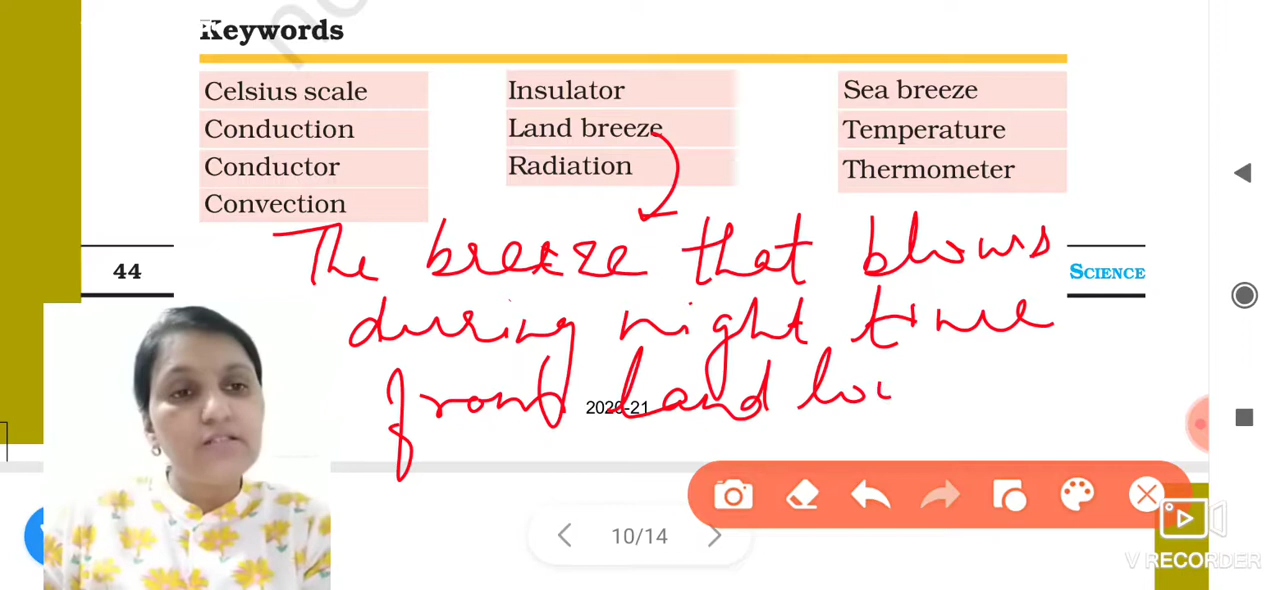 Keywords
Celsius scale
Conduction
Conductor
Convection
Insulator
Land breeze
Radiation
Sea breeze
Temperature
Thermometer
The breeze that blows
during night time
from land
44
SCIENCE
2020-21
10/14
V RECORDER